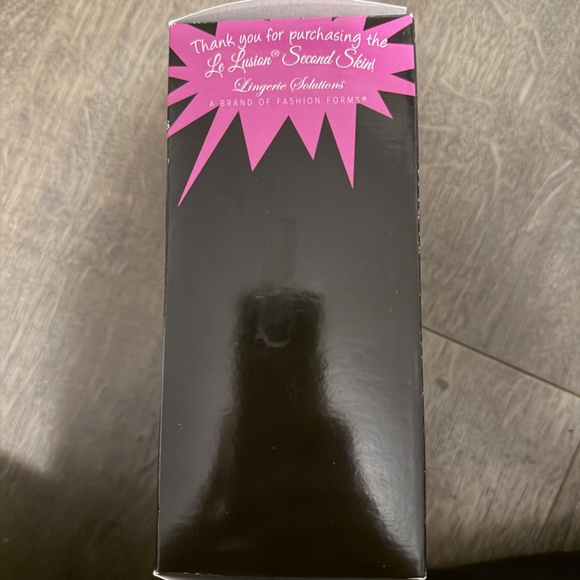 Thank you for purchasing the
Le Lusion® Second Skin!
Lingerie Solutions®
A BRAND OF FASHION FORMS®